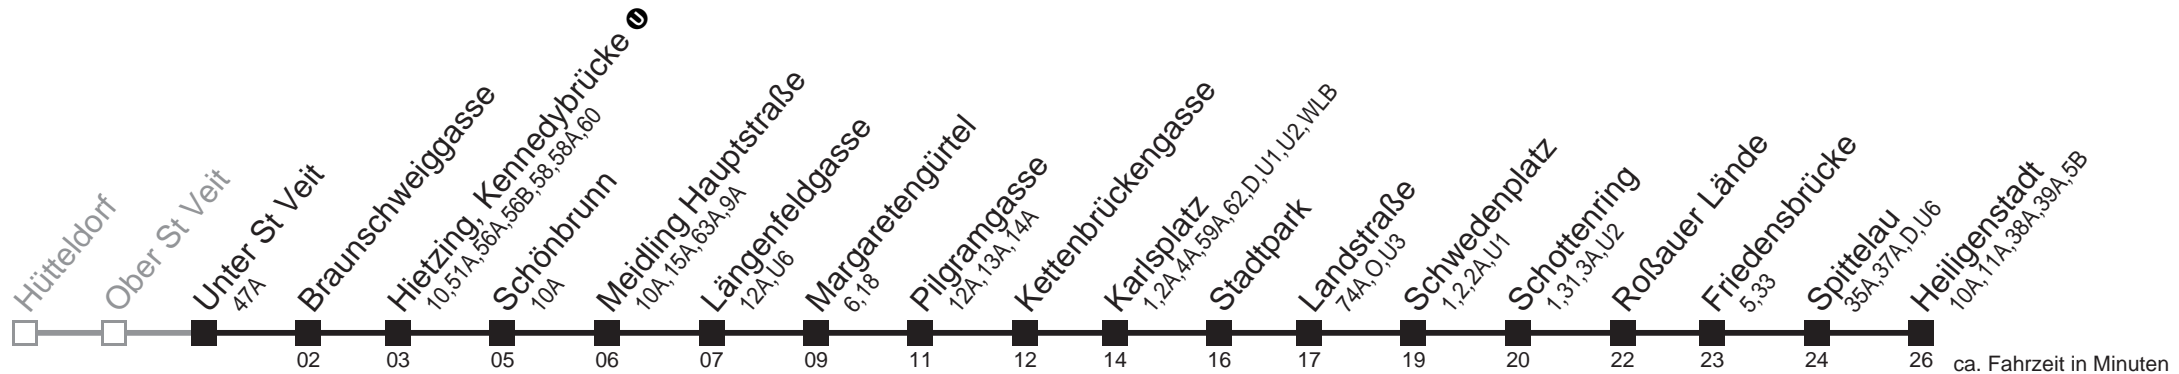 Hütteldorf
Ober St Veit
Unter St Veit
47A
Braunschweiggasse
Hietzing, Kennedybrücke U
10,51A,56A,56B,58,58A,60
Schönbrunn
10A
Meidling Hauptstraße
10A,15A,63A,9A
Längenfeldgasse
12A,U6
Margaretengürtel
6,18
Pilgramgasse
12A,13A,14A
Kettenbrückengasse
Karlsplatz
1,2A,4A,59A,62,D,U1,U2,WLB
Stadtpark
Landstraße
74A,O,U3
Schwedenplatz
1,2,2A,U1
Schottenring
1,31,3A,U2
Roßauer Lände
Friedensbrücke
5,33
Spittelau
35A,37A,D,U6
Heiligenstadt
10A,11A,38A,39A,5B
02 03 05 06 07 09 11 12 14 16 17 19 20 22 23 24 26 ca. Fahrzeit in Minuten